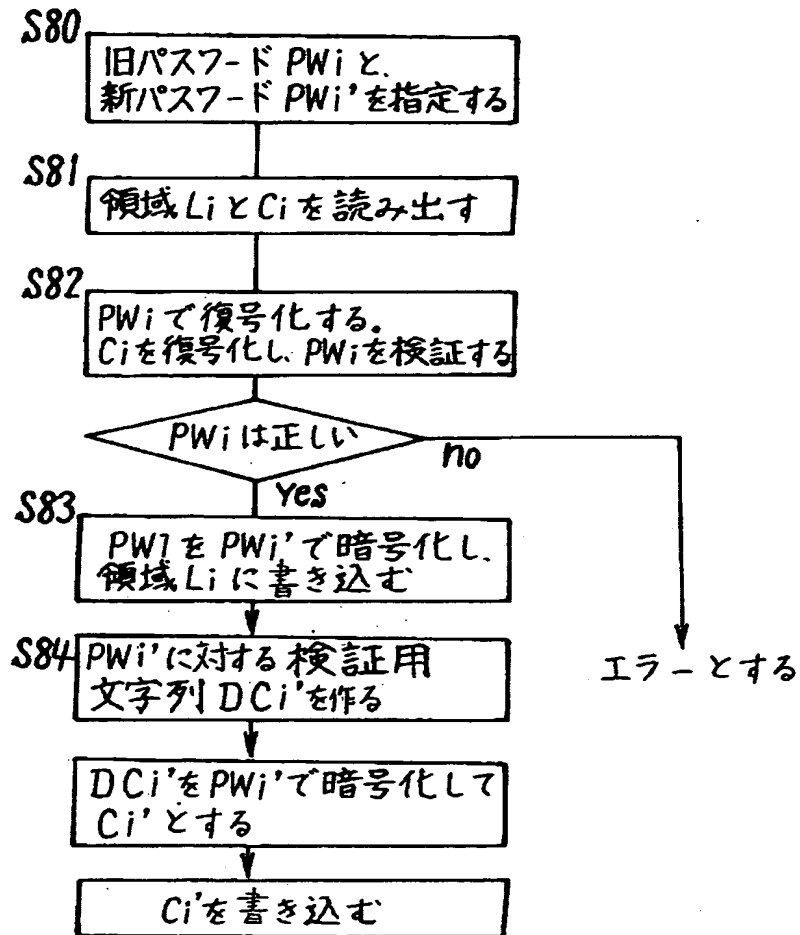 S80
旧パスワード PWiと、
新パスワード PWi'を指定する
S81
領域LiとCiを読み出す
S82
PWiで復号化する。
Ciを復号化し、PWiを検証する
PWiは正しい
no
Yes
S83
PW1をPWi'で暗号化し、
領域Liに書き込む
S84
PWi'に対する検証用
文字列DCi'を作る
エラーとする
DCi'をPWi'で暗号化して
Ci'とする
Ci'を書き込む